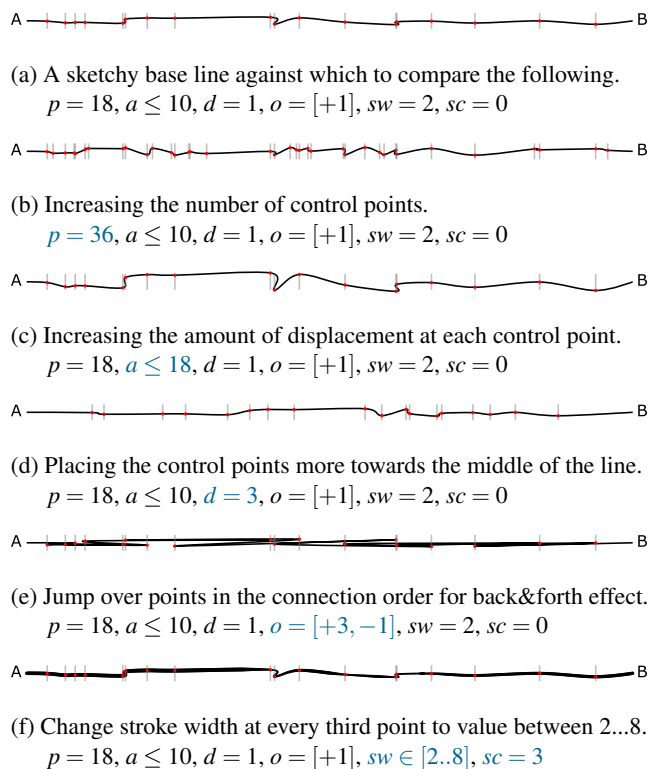 A B
(a) A sketchy base line against which to compare the following.
p = 18, a ≤ 10, d = 1, o = [+1], sw = 2, sc = 0
A B
(b) Increasing the number of control points.
p = 36, a ≤ 10, d = 1, o = [+1], sw = 2, sc = 0
A B
(c) Increasing the amount of displacement at each control point.
p = 18, a ≤ 18, d = 1, o = [+1], sw = 2, sc = 0
A B
(d) Placing the control points more towards the middle of the line.
p = 18, a ≤ 10, d = 3, o = [+1], sw = 2, sc = 0
A B
(e) Jump over points in the connection order for back&forth effect.
p = 18, a ≤ 10, d = 1, o = [+3, −1], sw = 2, sc = 0
A B
(f) Change stroke width at every third point to value between 2...8.
p = 18, a ≤ 10, d = 1, o = [+1], sw ∈ [2..8], sc = 3